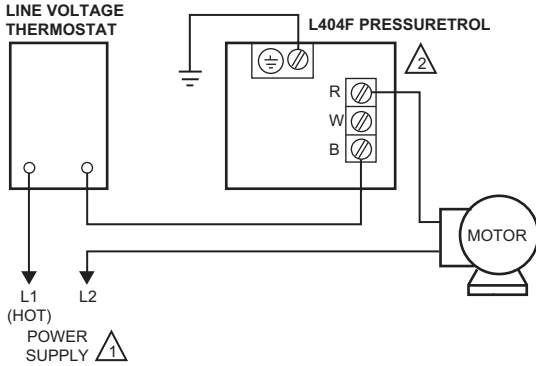 LINE VOLTAGE
THERMOSTAT
L404F PRESSURETROL
2
R
W
B
MOTOR
L1
(HOT)
L2
POWER
SUPPLY
1